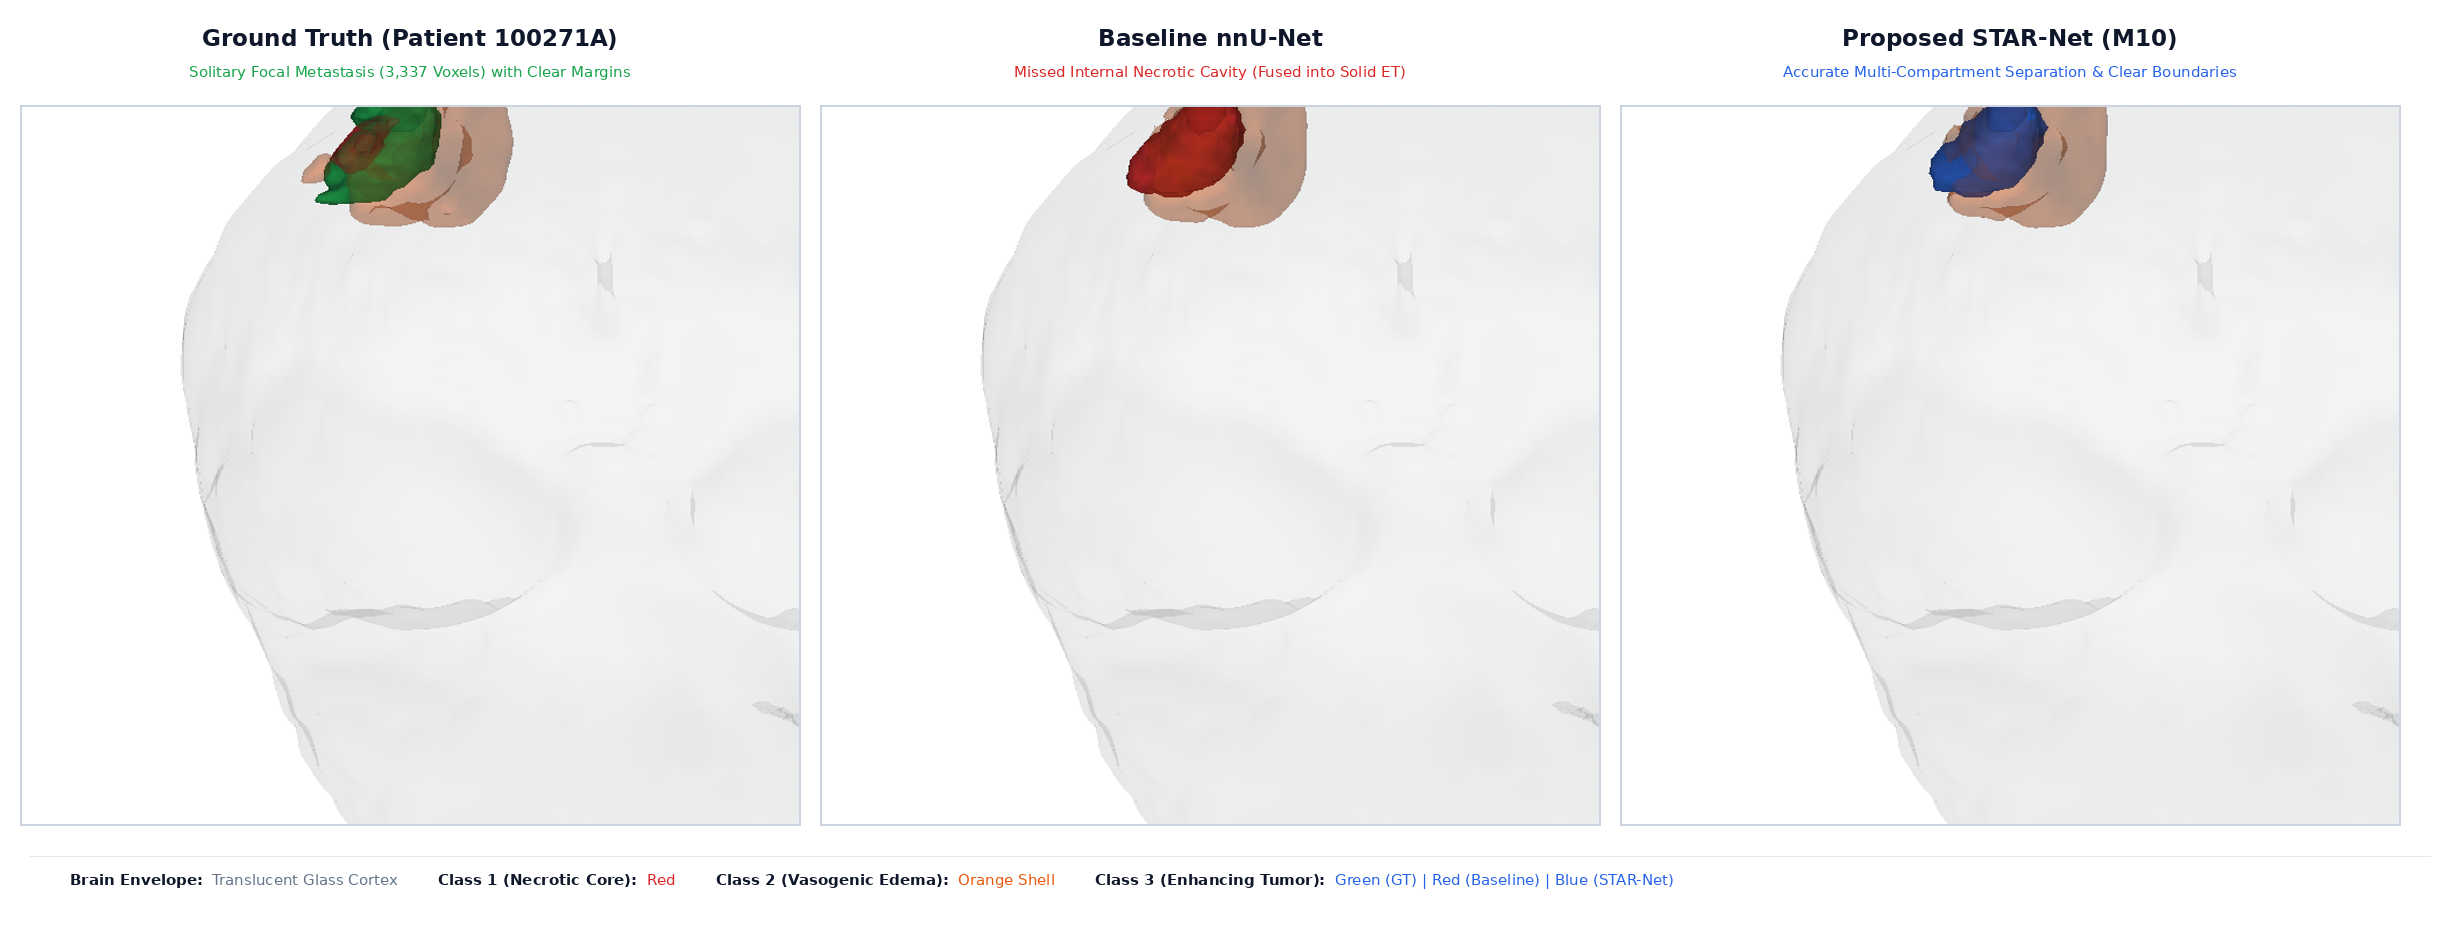 Ground Truth (Patient 100271A)
Solitary Focal Metastasis (3,337 Voxels) with Clear Margins
Baseline nnU-Net
Missed Internal Necrotic Cavity (Fused into Solid ET)
Proposed STAR-Net (M10)
Accurate Multi-Compartment Separation & Clear Boundaries
Brain Envelope: Translucent Glass Cortex Class 1 (Necrotic Core): Red Class 2 (Vasogenic Edema): Orange Shell Class 3 (Enhancing Tumor): Green (GT) | Red (Baseline) | Blue (STAR-Net)